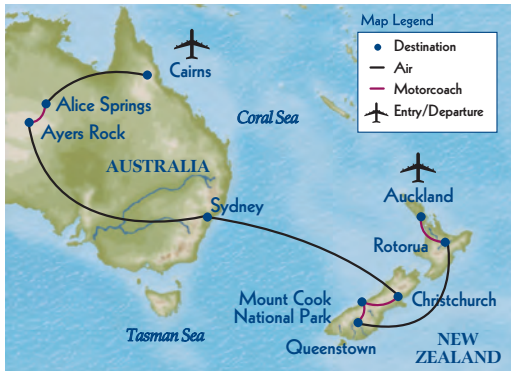 Map Legend
Destination
Air
Motorcoach
Entry/Departure
Cairns
Alice Springs
Ayers Rock
Coral Sea
AUSTRALIA
Sydney
Auckland
Rotorua
Mount Cook
National Park
Christchurch
Tasman Sea
Queenstown
NEW
ZEALAND